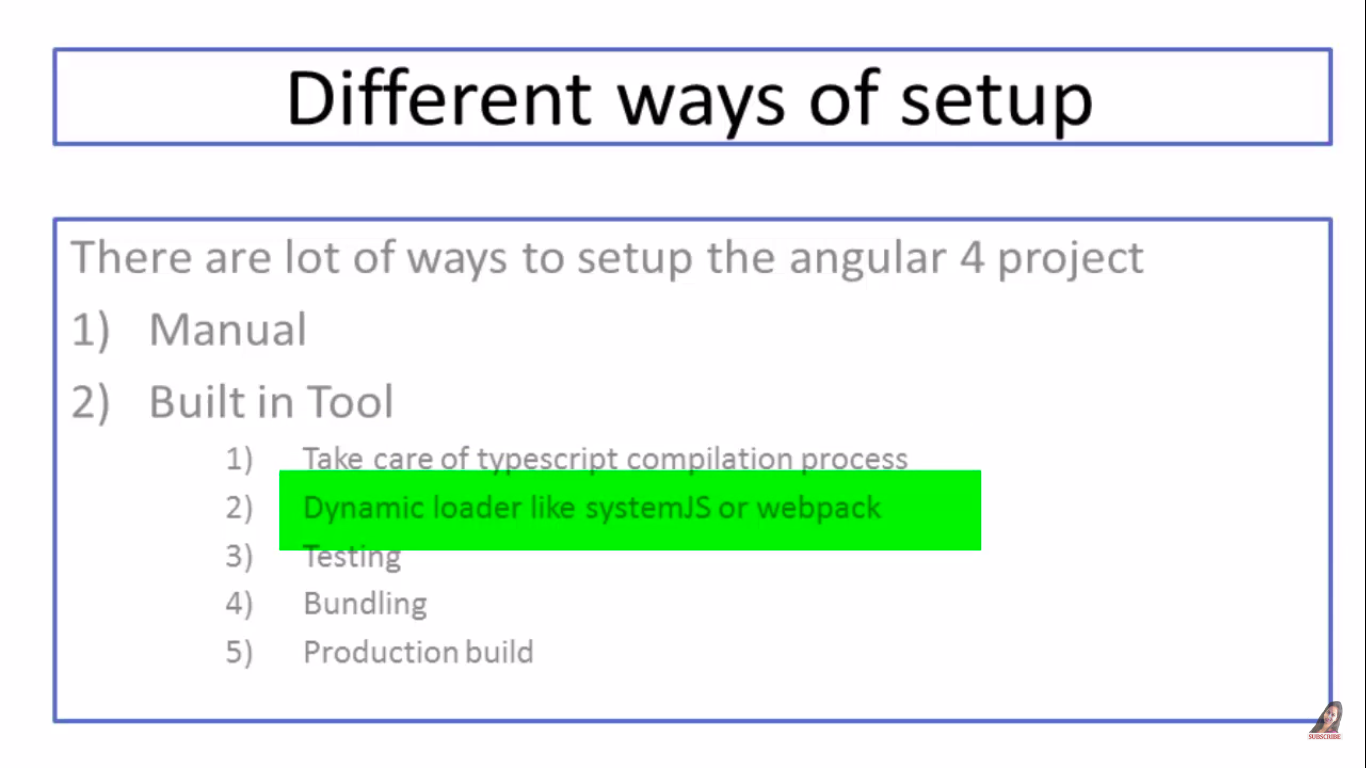 Different ways of setup
There are lot of ways to setup the angular 4 project
1) Manual
2) Built in Tool
1) Take care of typescript compilation process
2) Dynamic loader like systemJS or webpack
3) Testing
4) Bundling
5) Production build
SUBSCRIBE